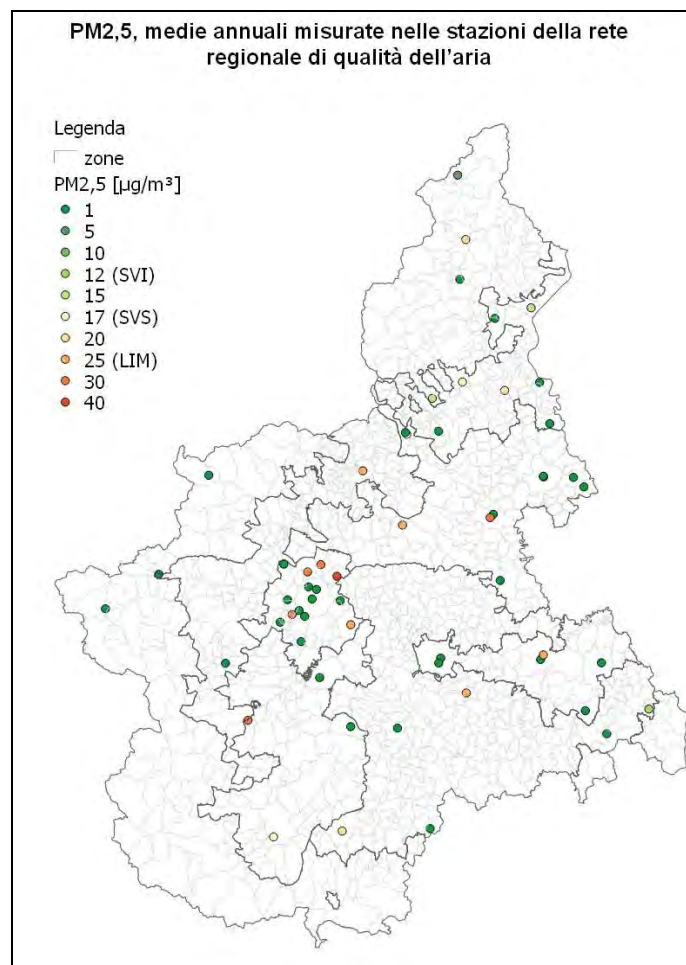 PM2,5, medie annuali misurate nelle stazioni della rete
regionale di qualità dell'aria
Legenda
zone
PM2,5 [µg/m³]
1
5
10
12 (SVI)
15
17 (SVS)
20
25 (LIM)
30
40